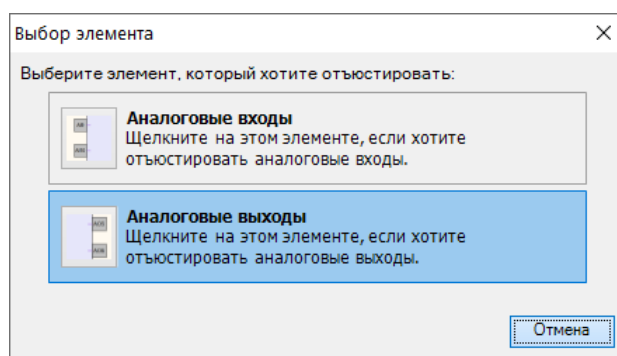 Выбор элемента
Выберите элемент, который хотите отъюстировать:
Аналоговые входы
Щелкните на этом элементе, если хотите
отъюстировать аналоговые входы.
Аналоговые выходы
Щелкните на этом элементе, если хотите
отъюстировать аналоговые выходы.
Отмена